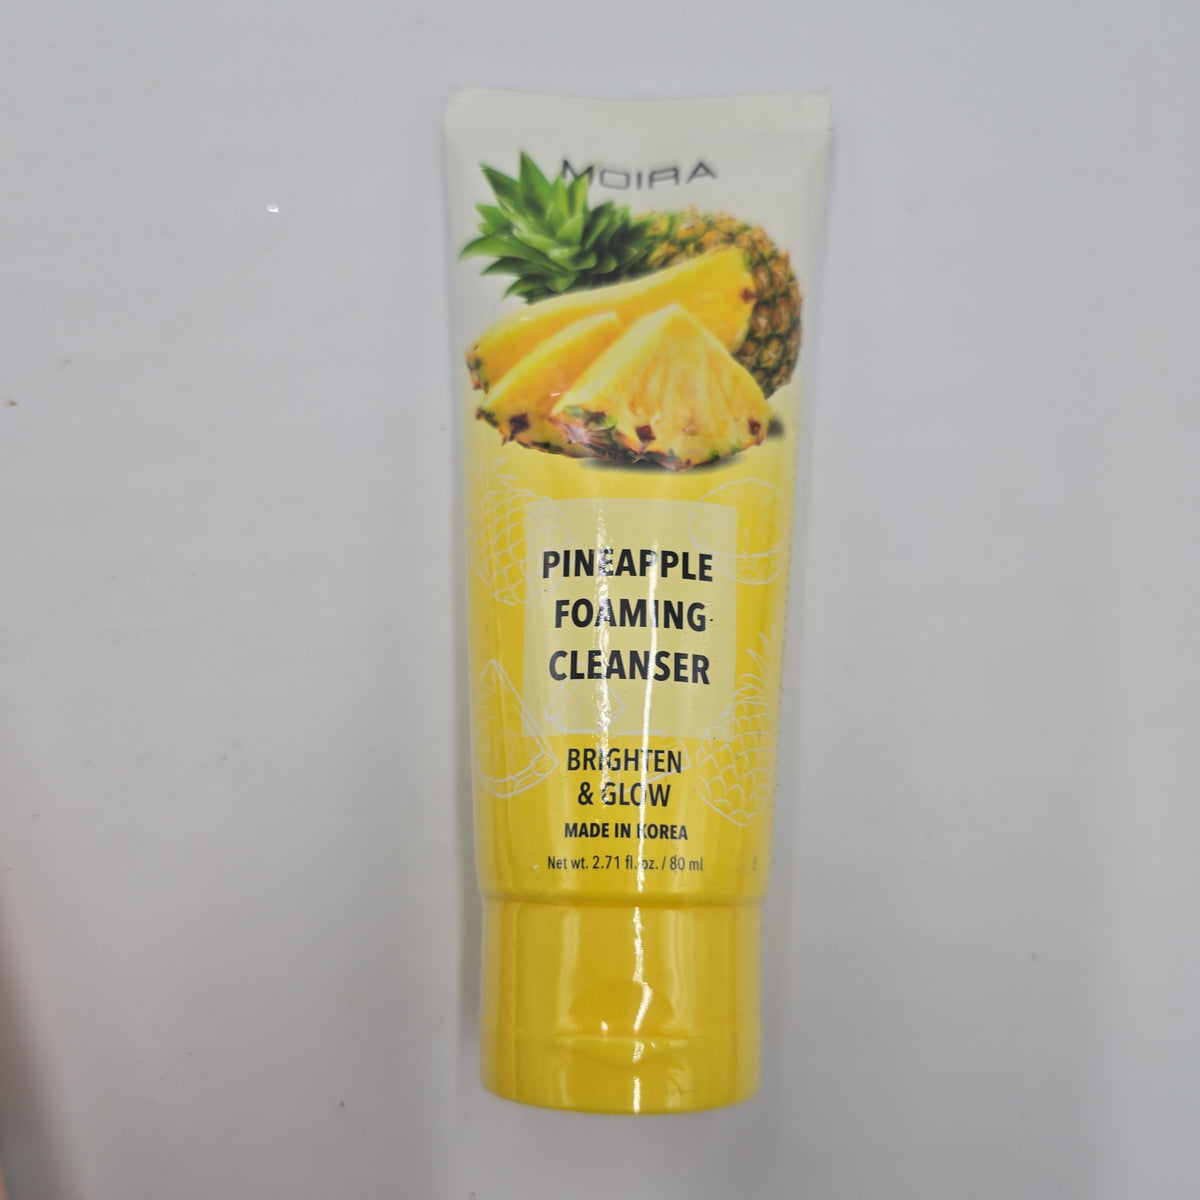 MOIRA
PINEAPPLE
FOAMING
CLEANSER
BRIGHTEN
& GLOW
MADE IN KOREA
Net wt. 2.71 fl. oz. / 80 ml